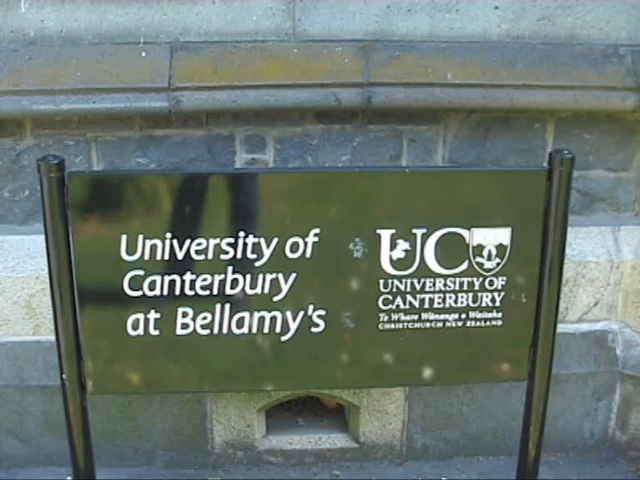 University of
Canterbury
at Bellamy's
UC
UNIVERSITY OF
CANTERBURY
Te Whare Wānanga o Waitaha
CHRISTCHURCH NEW ZEALAND